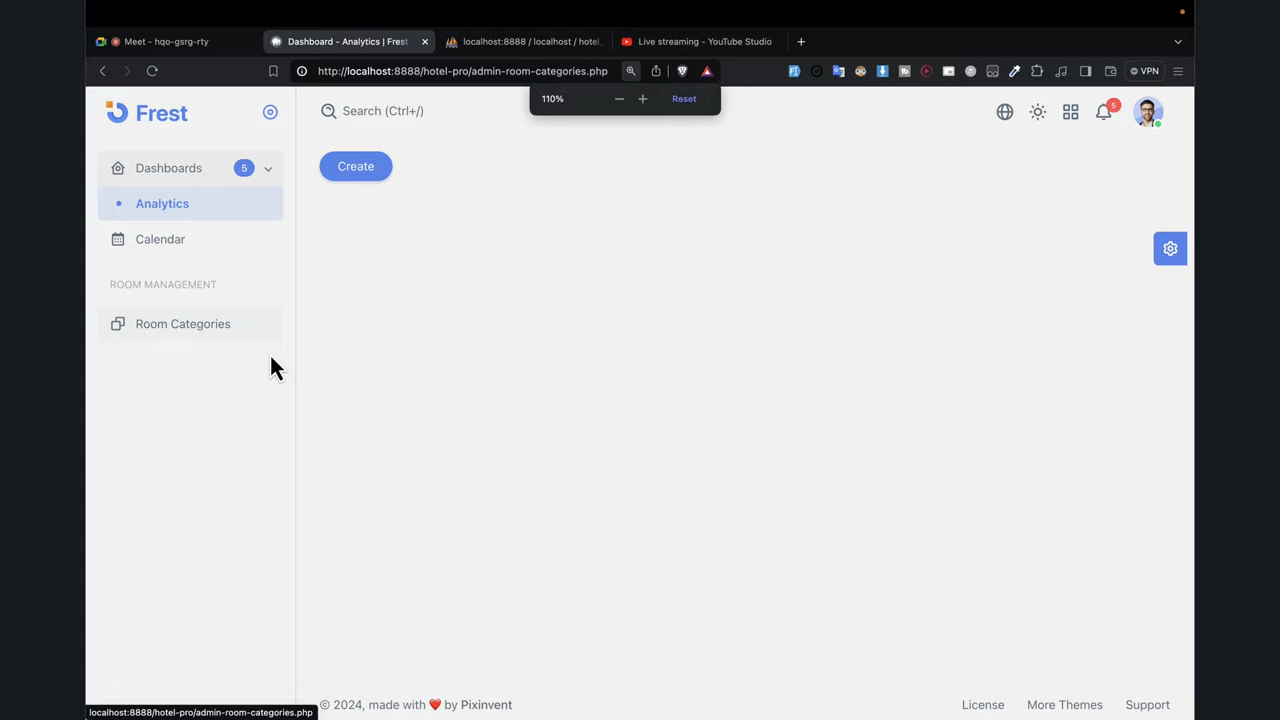 Meet - hqo-gsrg-rty
Dashboard - Analytics | Frest
localhost:8888 / localhost / hotel_
Live streaming - YouTube Studio
http://localhost:8888/hotel-pro/admin-room-categories.php
VPN
110%
Reset
Frest
Search (Ctrl+/)
5
Dashboards
5
Create
Analytics
Calendar
ROOM MANAGEMENT
Room Categories
© 2024, made with ❤️ by Pixinvent
License
More Themes
Support
localhost:8888/hotel-pro/admin-room-categories.php